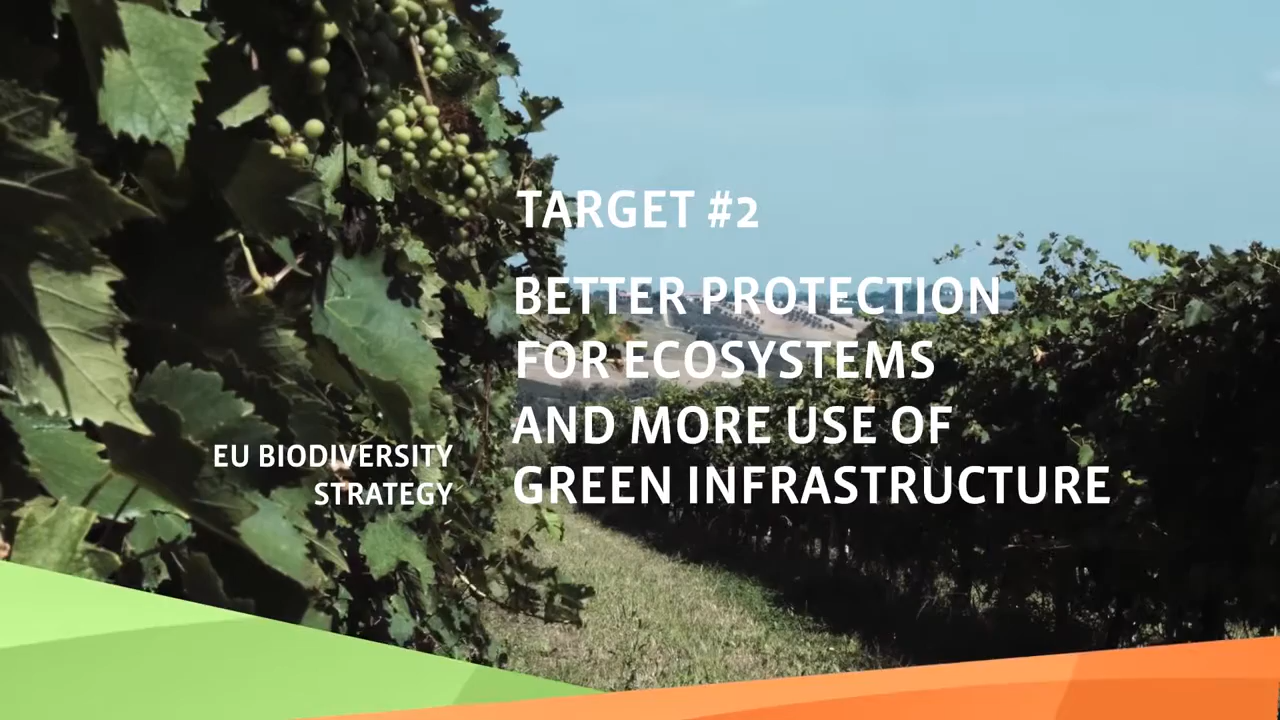 TARGET #2
BETTER PROTECTION
FOR ECOSYSTEMS
AND MORE USE OF
GREEN INFRASTRUCTURE
EU BIODIVERSITY
STRATEGY